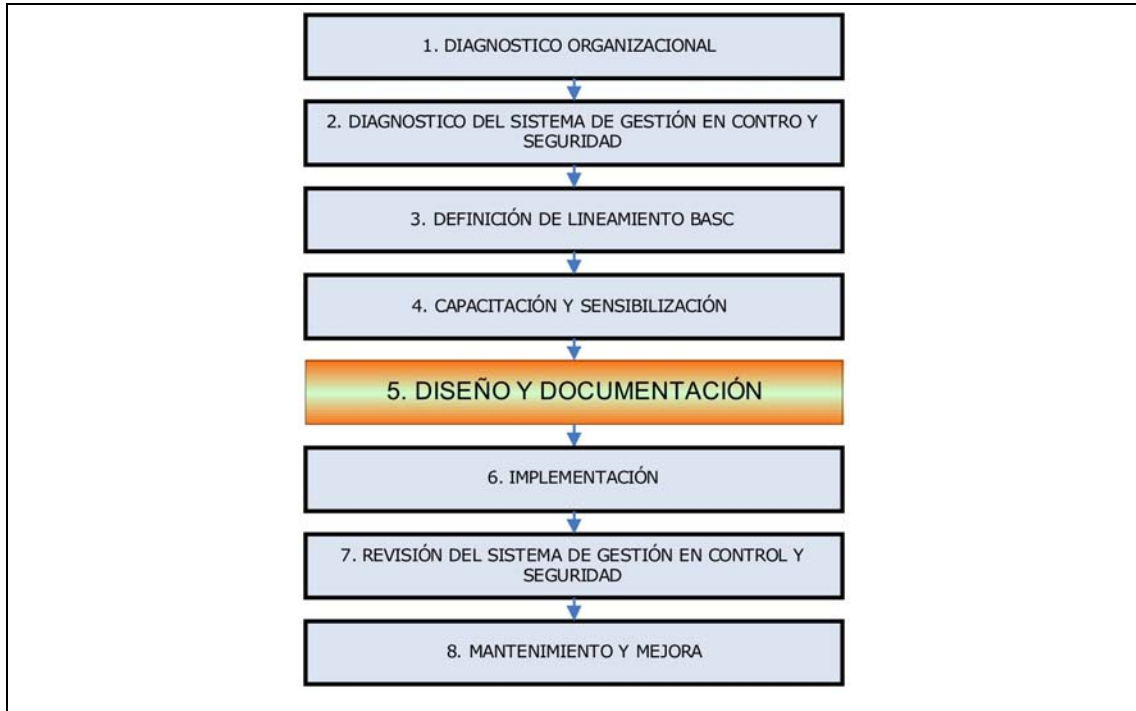 1. DIAGNOSTICO ORGANIZACIONAL
2. DIAGNOSTICO DEL SISTEMA DE GESTIÓN EN CONTRO Y
SEGURIDAD
3. DEFINICIÓN DE LINEAMIENTO BASC
4. CAPACITACIÓN Y SENSIBILIZACIÓN
5. DISEÑO Y DOCUMENTACIÓN
6. IMPLEMENTACIÓN
7. REVISIÓN DEL SISTEMA DE GESTIÓN EN CONTROL Y
SEGURIDAD
8. MANTENIMIENTO Y MEJORA